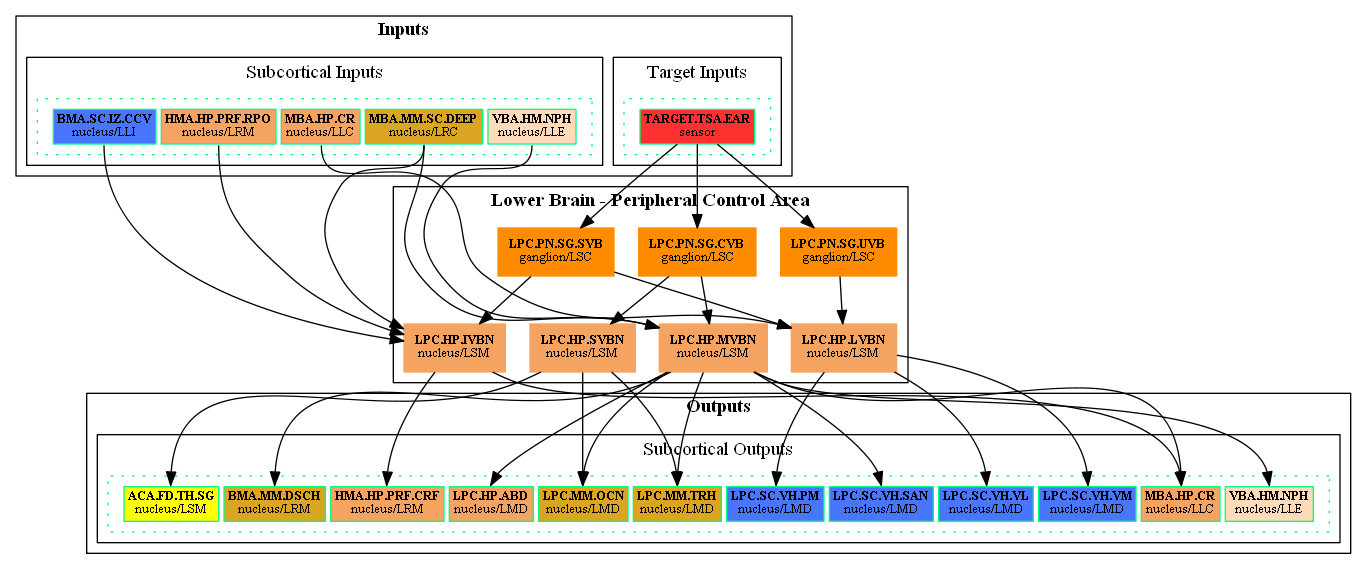 Inputs
Subcortical Inputs
Target Inputs
BMA.SC.IZ.CCV
nucleus/LLI
HMA.HP.PRF.RPO
nucleus/LRM
MBA.HP.CR
nucleus/LLC
MBA.MM.SC.DEEP
nucleus/LRC
VBA.HM.NPH
nucleus/LLE
TARGET.TSA.EAR
sensor
Lower Brain - Peripheral Control Area
LPC.PN.SG.SVB
ganglion/LSC
LPC.PN.SG.CVB
ganglion/LSC
LPC.PN.SG.UVB
ganglion/LSC
LPC.HP.IVBN
nucleus/LSM
LPC.HP.SVBN
nucleus/LSM
LPC.HP.MVBN
nucleus/LSM
LPC.HP.LVBN
nucleus/LSM
Outputs
Subcortical Outputs
ACA.FD.TH.SG
nucleus/LSM
BMA.MM.DSCH
nucleus/LRM
HMA.HP.PRF.CRF
nucleus/LRM
LPC.HP.ABD
nucleus/LMD
LPC.MM.OCN
nucleus/LMD
LPC.MM.TRH
nucleus/LMD
LPC.SC.VH.PM
nucleus/LMD
LPC.SC.VH.SAN
nucleus/LMD
LPC.SC.VH.VL
nucleus/LMD
LPC.SC.VH.VM
nucleus/LMD
MBA.HP.CR
nucleus/LLC
VBA.HM.NPH
nucleus/LLE